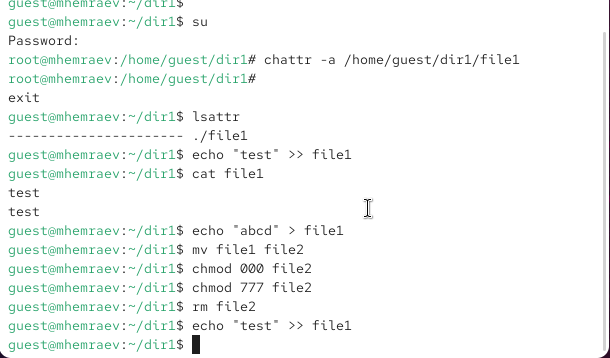 guest@mhemraev:~/dir1$
guest@mhemraev:~/dir1$ su
Password:
root@mhemraev:/home/guest/dir1# chattr -a /home/guest/dir1/file1
root@mhemraev:/home/guest/dir1#
exit
guest@mhemraev:~/dir1$ lsattr
---------------------- ./file1
guest@mhemraev:~/dir1$ echo "test" >> file1
guest@mhemraev:~/dir1$ cat file1
test
test
guest@mhemraev:~/dir1$ echo "abcd" > file1
guest@mhemraev:~/dir1$ mv file1 file2
guest@mhemraev:~/dir1$ chmod 000 file2
guest@mhemraev:~/dir1$ chmod 777 file2
guest@mhemraev:~/dir1$ rm file2
guest@mhemraev:~/dir1$ echo "test" >> file1
guest@mhemraev:~/dir1$